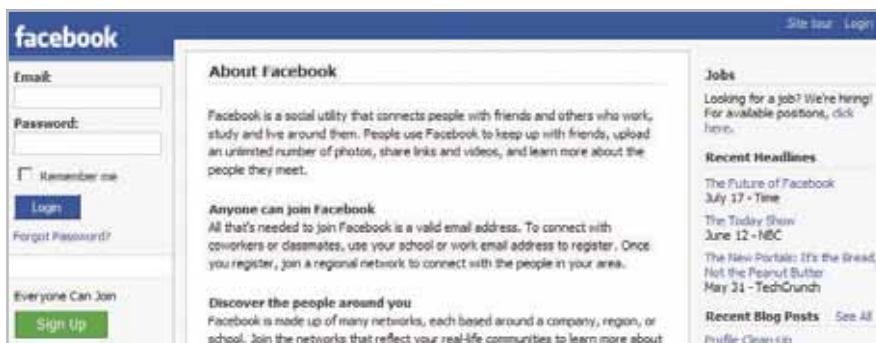 facebook
Site tour Login
Email:
Password:
Remember me
Login
Forgot Password?
Everyone Can Join
Sign Up
About Facebook
Facebook is a social utility that connects people with friends and others who work,
study and live around them. People use Facebook to keep up with friends, upload
an unlimited number of photos, share links and videos, and learn more about the
people they meet.
Anyone can join Facebook
All that's needed to join Facebook is a valid email address. To connect with
coworkers or classmates, use your school or work email address to register. Once
you register, join a regional network to connect with the people in your area.
Discover the people around you
Facebook is made up of many networks, each based around a company, region, or
school. Join the networks that reflect your real-life communities to learn more about
Jobs
Looking for a job? We're hiring!
For available positions, click
here.
Recent Headlines
The Future of Facebook
July 17 - Time
The Today Show
June 12 - NBC
The New Portals: It's the Bread,
Not the Peanut Butter
May 31 - TechCrunch
Recent Blog Posts See All
Profile Clean-Up